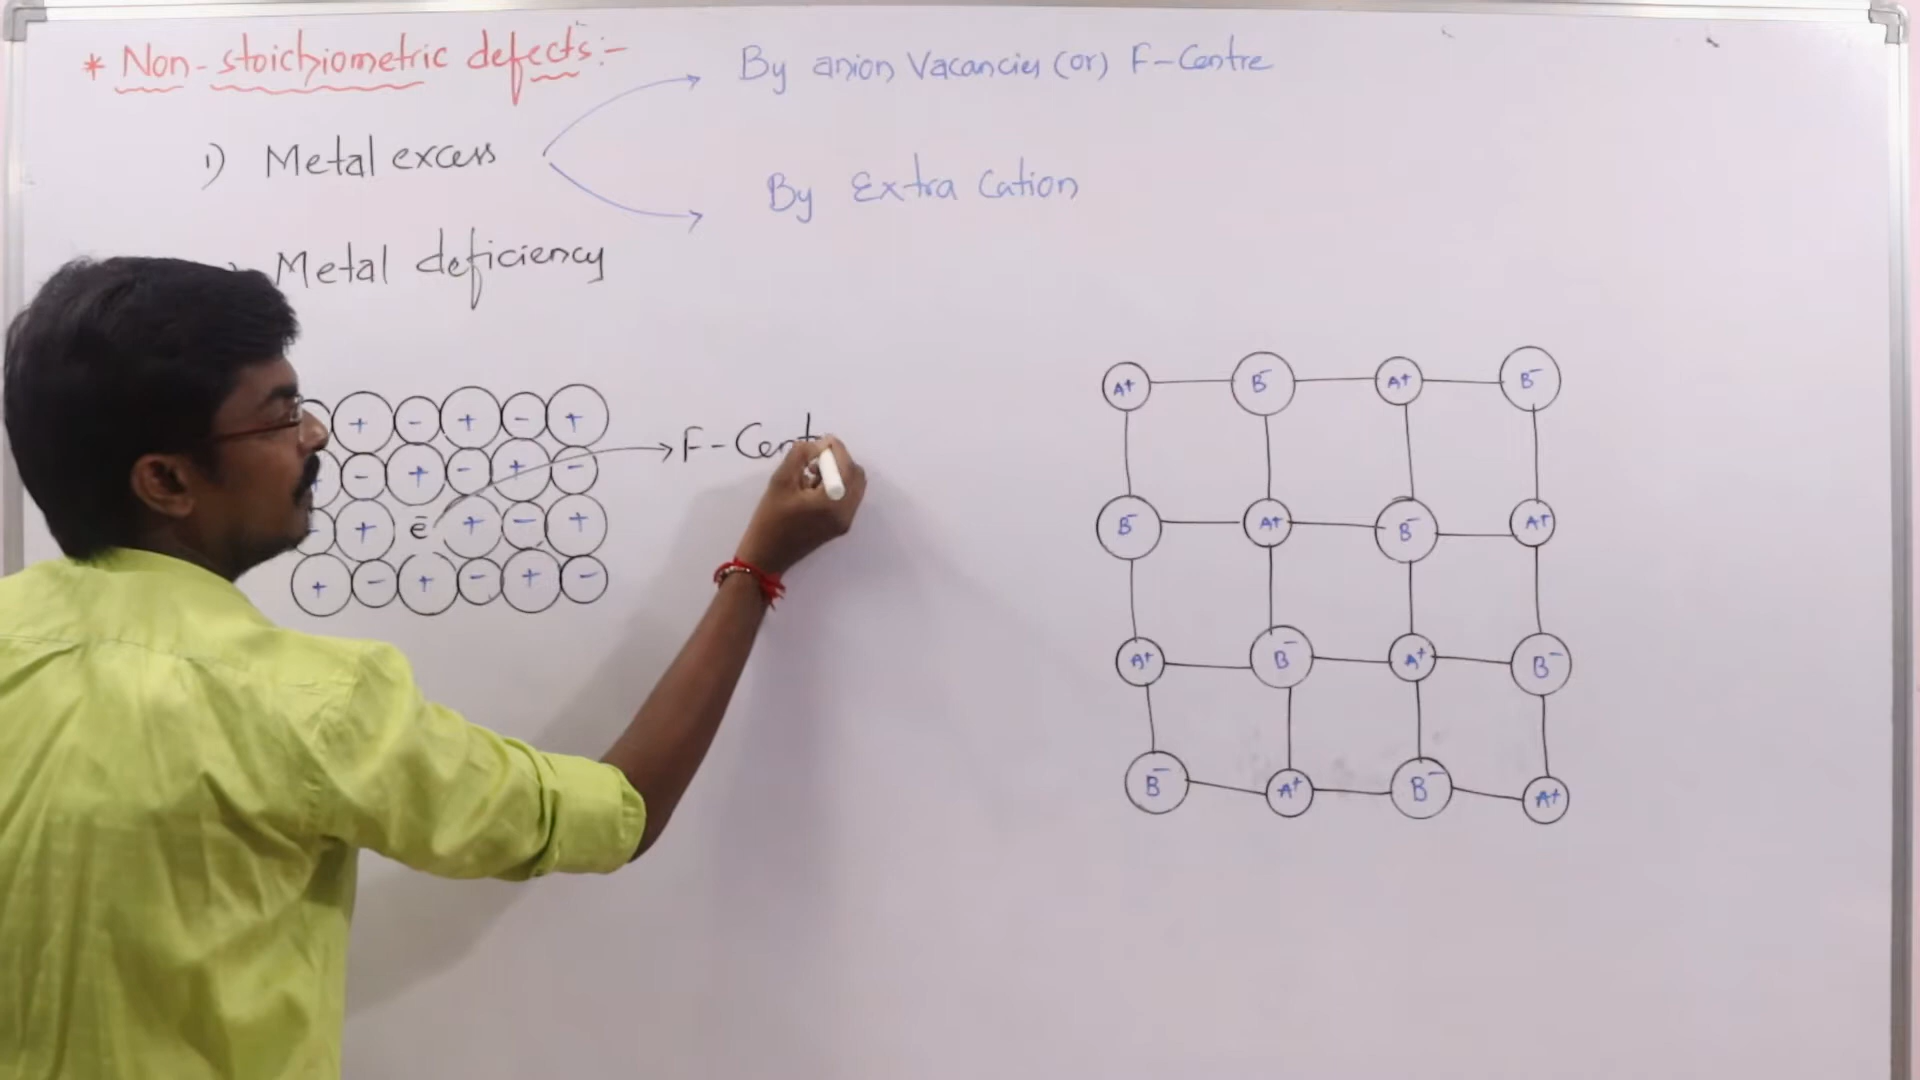 * Non-stoichiometric defects:-
By anion Vacancies (or) F-Centre
1) Metal excess
By Extra Cation
) Metal deficiency
+ - + - +
+ - + - + -
- + e̅ + - +
+ - + - + -
F-Cent
A+ B- A+ B-
B- A+ B- A+
A+ B- A+ B-
B- A+ B- A+